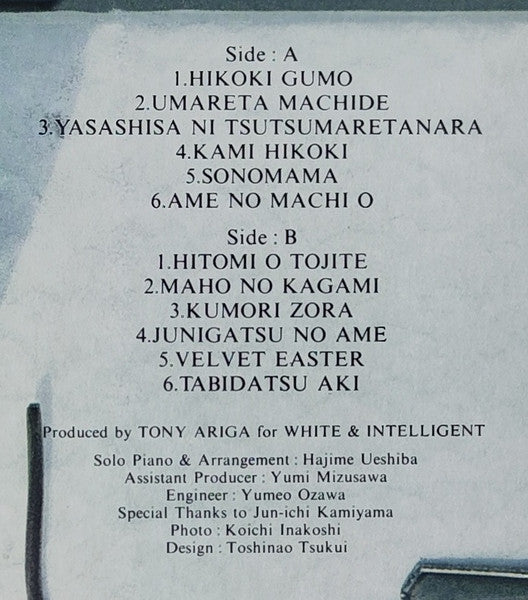 Side : A
1.HIKOKI GUMO
2.UMARETA MACHIDE
3.YASASHISA NI TSUTSUMARETANARA
4.KAMI HIKOKI
5.SONOMAMA
6.AME NO MACHI O
Side : B
1.HITOMI O TOJITE
2.MAHO NO KAGAMI
3.KUMORI ZORA
4.JUNIGATSU NO AME
5.VELVET EASTER
6.TABIDATSU AKI
Produced by TONY ARIGA for WHITE & INTELLIGENT
Solo Piano & Arrangement : Hajime Ueshiba
Assistant Producer : Yumi Mizusawa
Engineer : Yumeo Ozawa
Special Thanks to Jun-ichi Kamiyama
Photo : Koichi Inakoshi
Design : Toshinao Tsukui